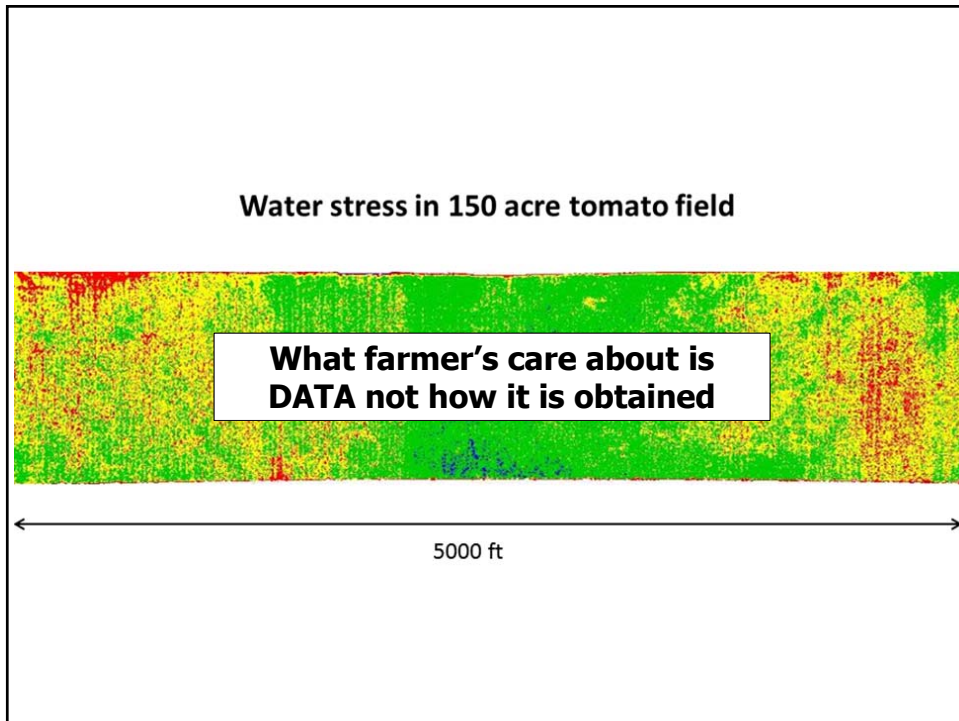 Water stress in 150 acre tomato field
What farmer’s care about is
DATA not how it is obtained
5000 ft